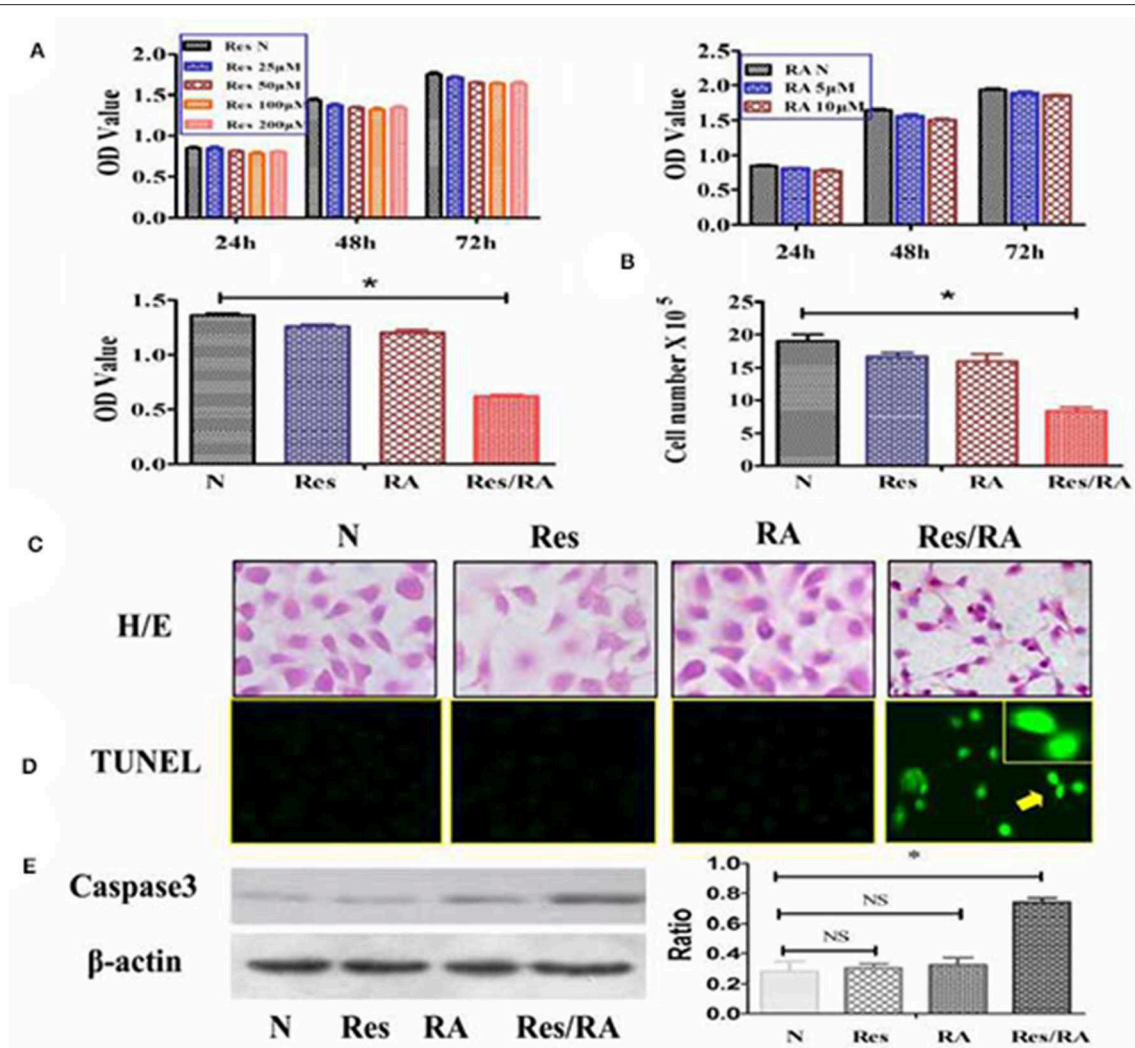 A
OD Value
2.0
1.5
1.0
0.5
0.0
Res N
Res 25µM
Res 50µM
Res 100µM
Res 200µM
24h 48h 72h
OD Value
2.5
2.0
1.5
1.0
0.5
0.0
RA N
RA 5µM
RA 10µM
24h 48h 72h
OD Value
1.5
1.0
0.5
0.0
*
N Res RA Res/RA
B
Cell number X 10 5
25
20
15
10
5
0
*
N Res RA Res/RA
C
N Res RA Res/RA
H/E
D
TUNEL
E
Caspase3
β-actin
N Res RA Res/RA
Ratio
1.0
0.8
0.6
0.4
0.2
0.0
*
NS
NS
N Res RA Res/RA